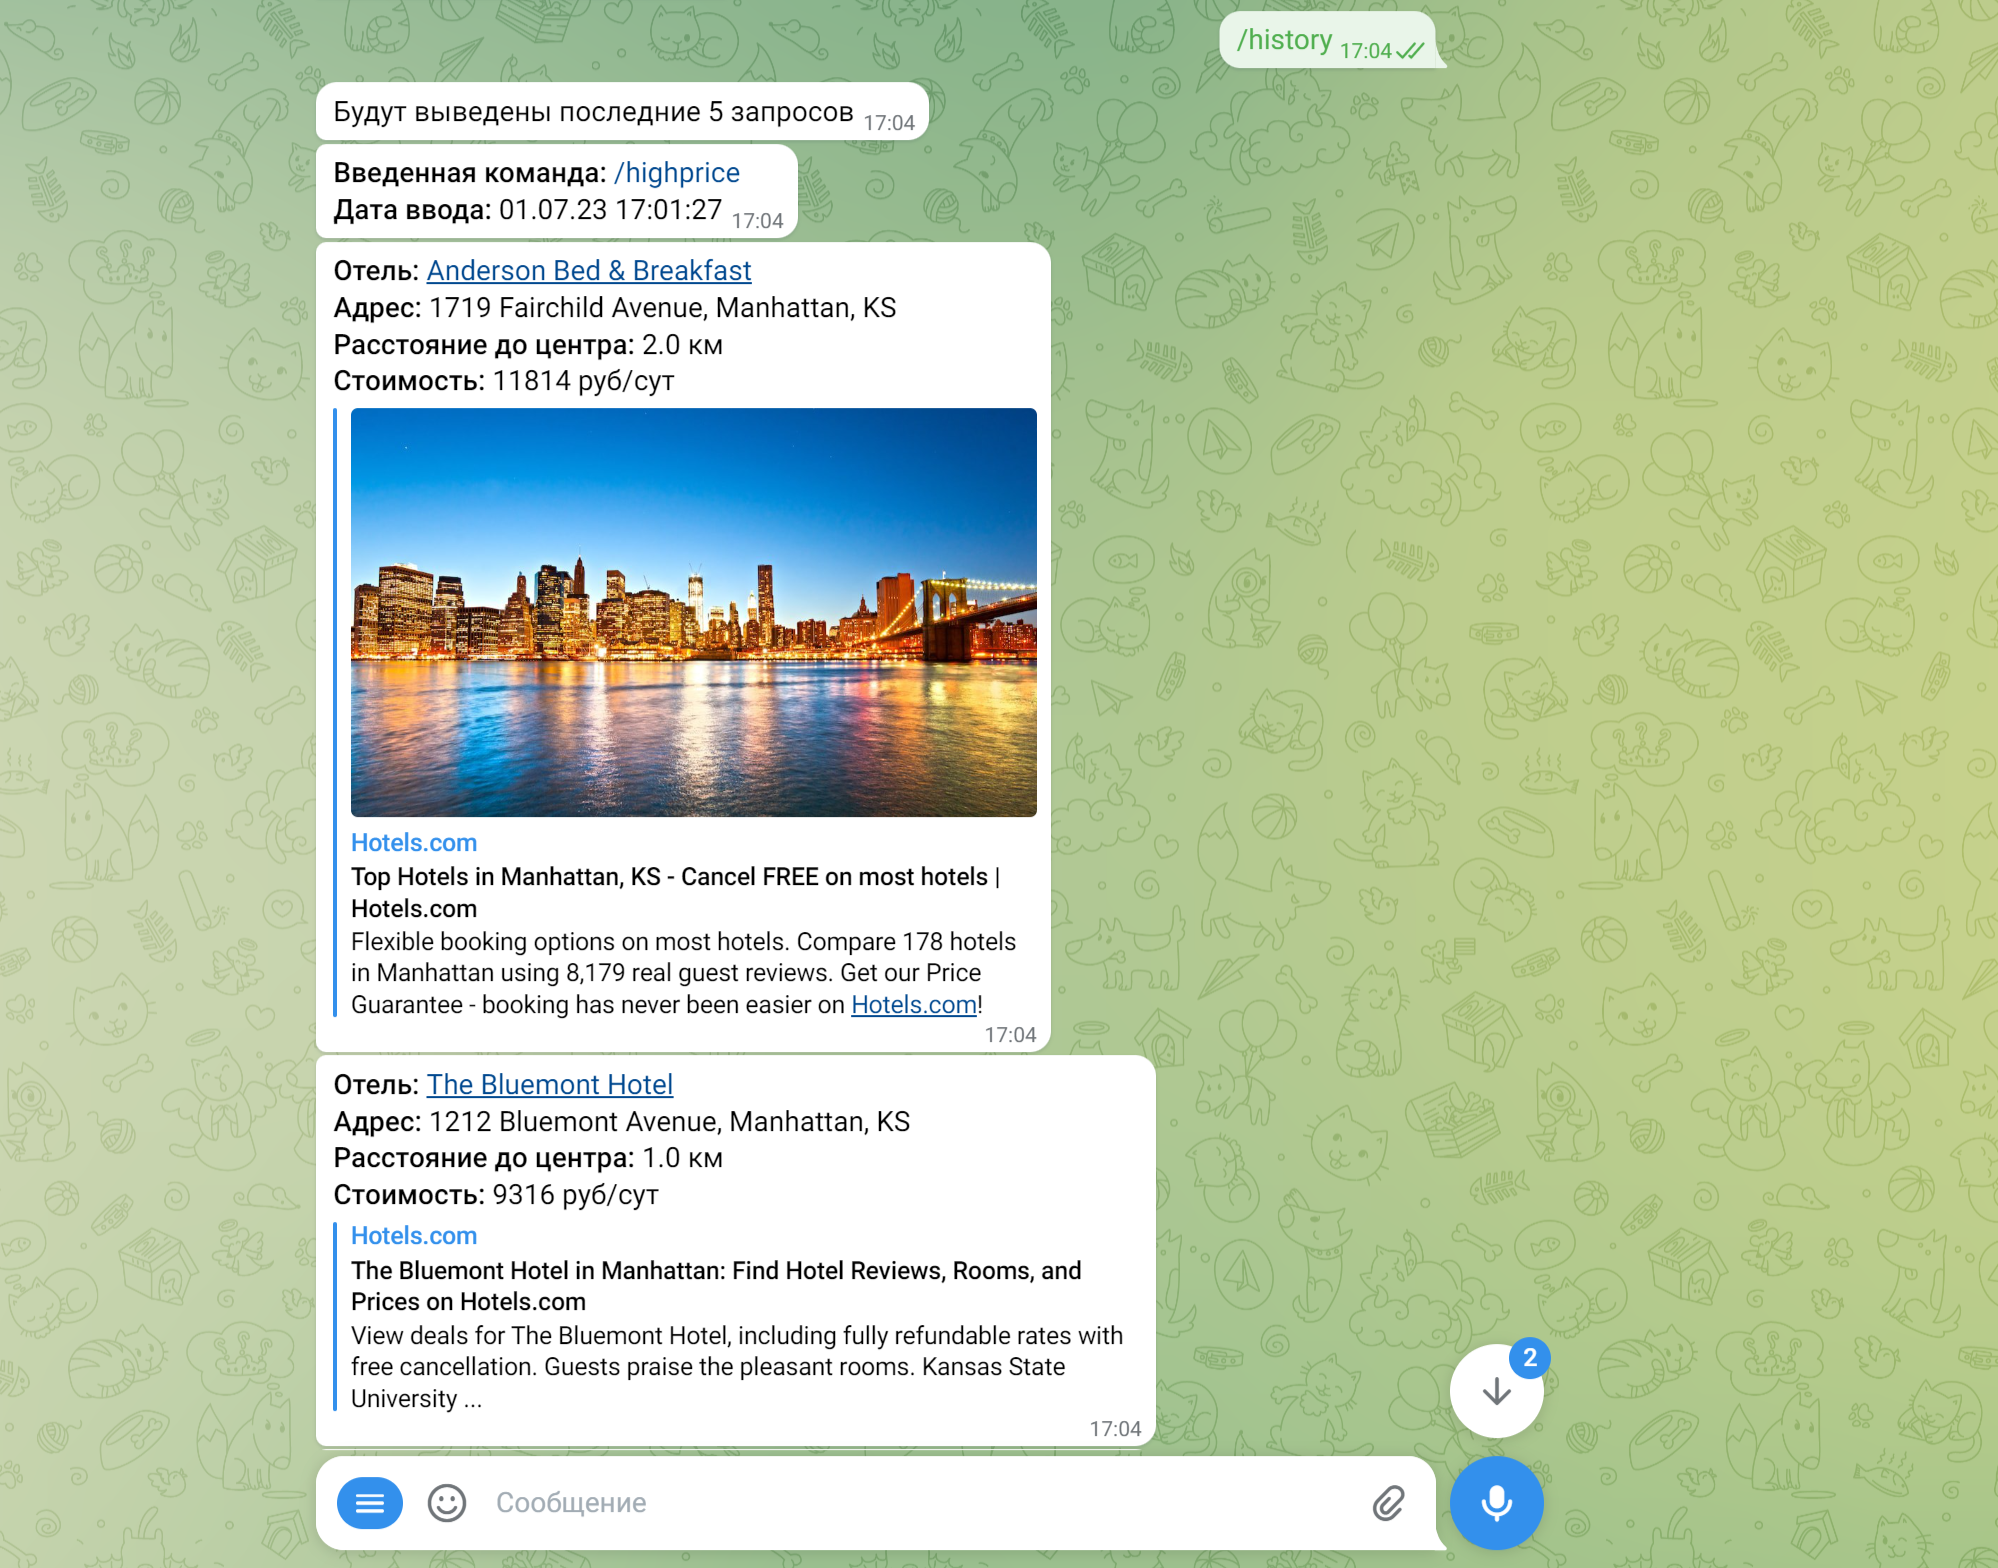 /history 17:04
Будут выведены последние 5 запросов 17:04
Введенная команда: /highprice
Дата ввода: 01.07.23 17:01:27 17:04
Отель: Anderson Bed & Breakfast
Адрес: 1719 Fairchild Avenue, Manhattan, KS
Расстояние до центра: 2.0 км
Стоимость: 11814 руб/сут
Hotels.com
Top Hotels in Manhattan, KS - Cancel FREE on most hotels |
Hotels.com
Flexible booking options on most hotels. Compare 178 hotels
in Manhattan using 8,179 real guest reviews. Get our Price
Guarantee - booking has never been easier on Hotels.com!
17:04
Отель: The Bluemont Hotel
Адрес: 1212 Bluemont Avenue, Manhattan, KS
Расстояние до центра: 1.0 км
Стоимость: 9316 руб/сут
Hotels.com
The Bluemont Hotel in Manhattan: Find Hotel Reviews, Rooms, and
Prices on Hotels.com
View deals for The Bluemont Hotel, including fully refundable rates with
free cancellation. Guests praise the pleasant rooms. Kansas State
University ...
17:04
2
Сообщение